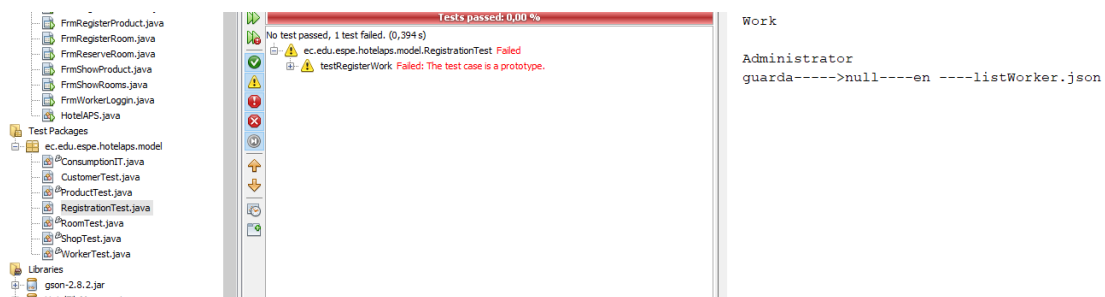 FrmRegisterProduct.java
FrmRegisterRoom.java
FrmReserveRoom.java
FrmShowProduct.java
FrmShowRooms.java
FrmWorkerLoggin.java
HotelAPS.java
Test Packages
ec.edu.espe.hotelaps.model
ConsumptionIT.java
CustomerTest.java
ProductTest.java
RegistrationTest.java
RoomTest.java
ShopTest.java
WorkerTest.java
Libraries
gson-2.8.2.jar
Tests passed: 0,00 %
No test passed, 1 test failed. (0,394 s)
ec.edu.espe.hotelaps.model.RegistrationTest Failed
testRegisterWork Failed: The test case is a prototype.
Work
Administrator
guarda----->null----en ----listWorker.json